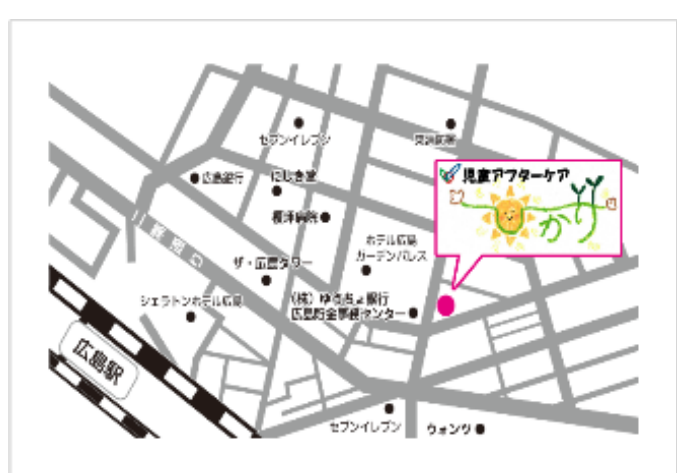 セブンイレブン
広島銀行
にしき堂
児童アフターケア
かり
ホテル広島
ガーデンパレス
ザ・広島タワー
シェラトンホテル広島
(株)ゆうちょ銀行
広島貯金事務センター
広島駅
セブンイレブン
ウォンツ